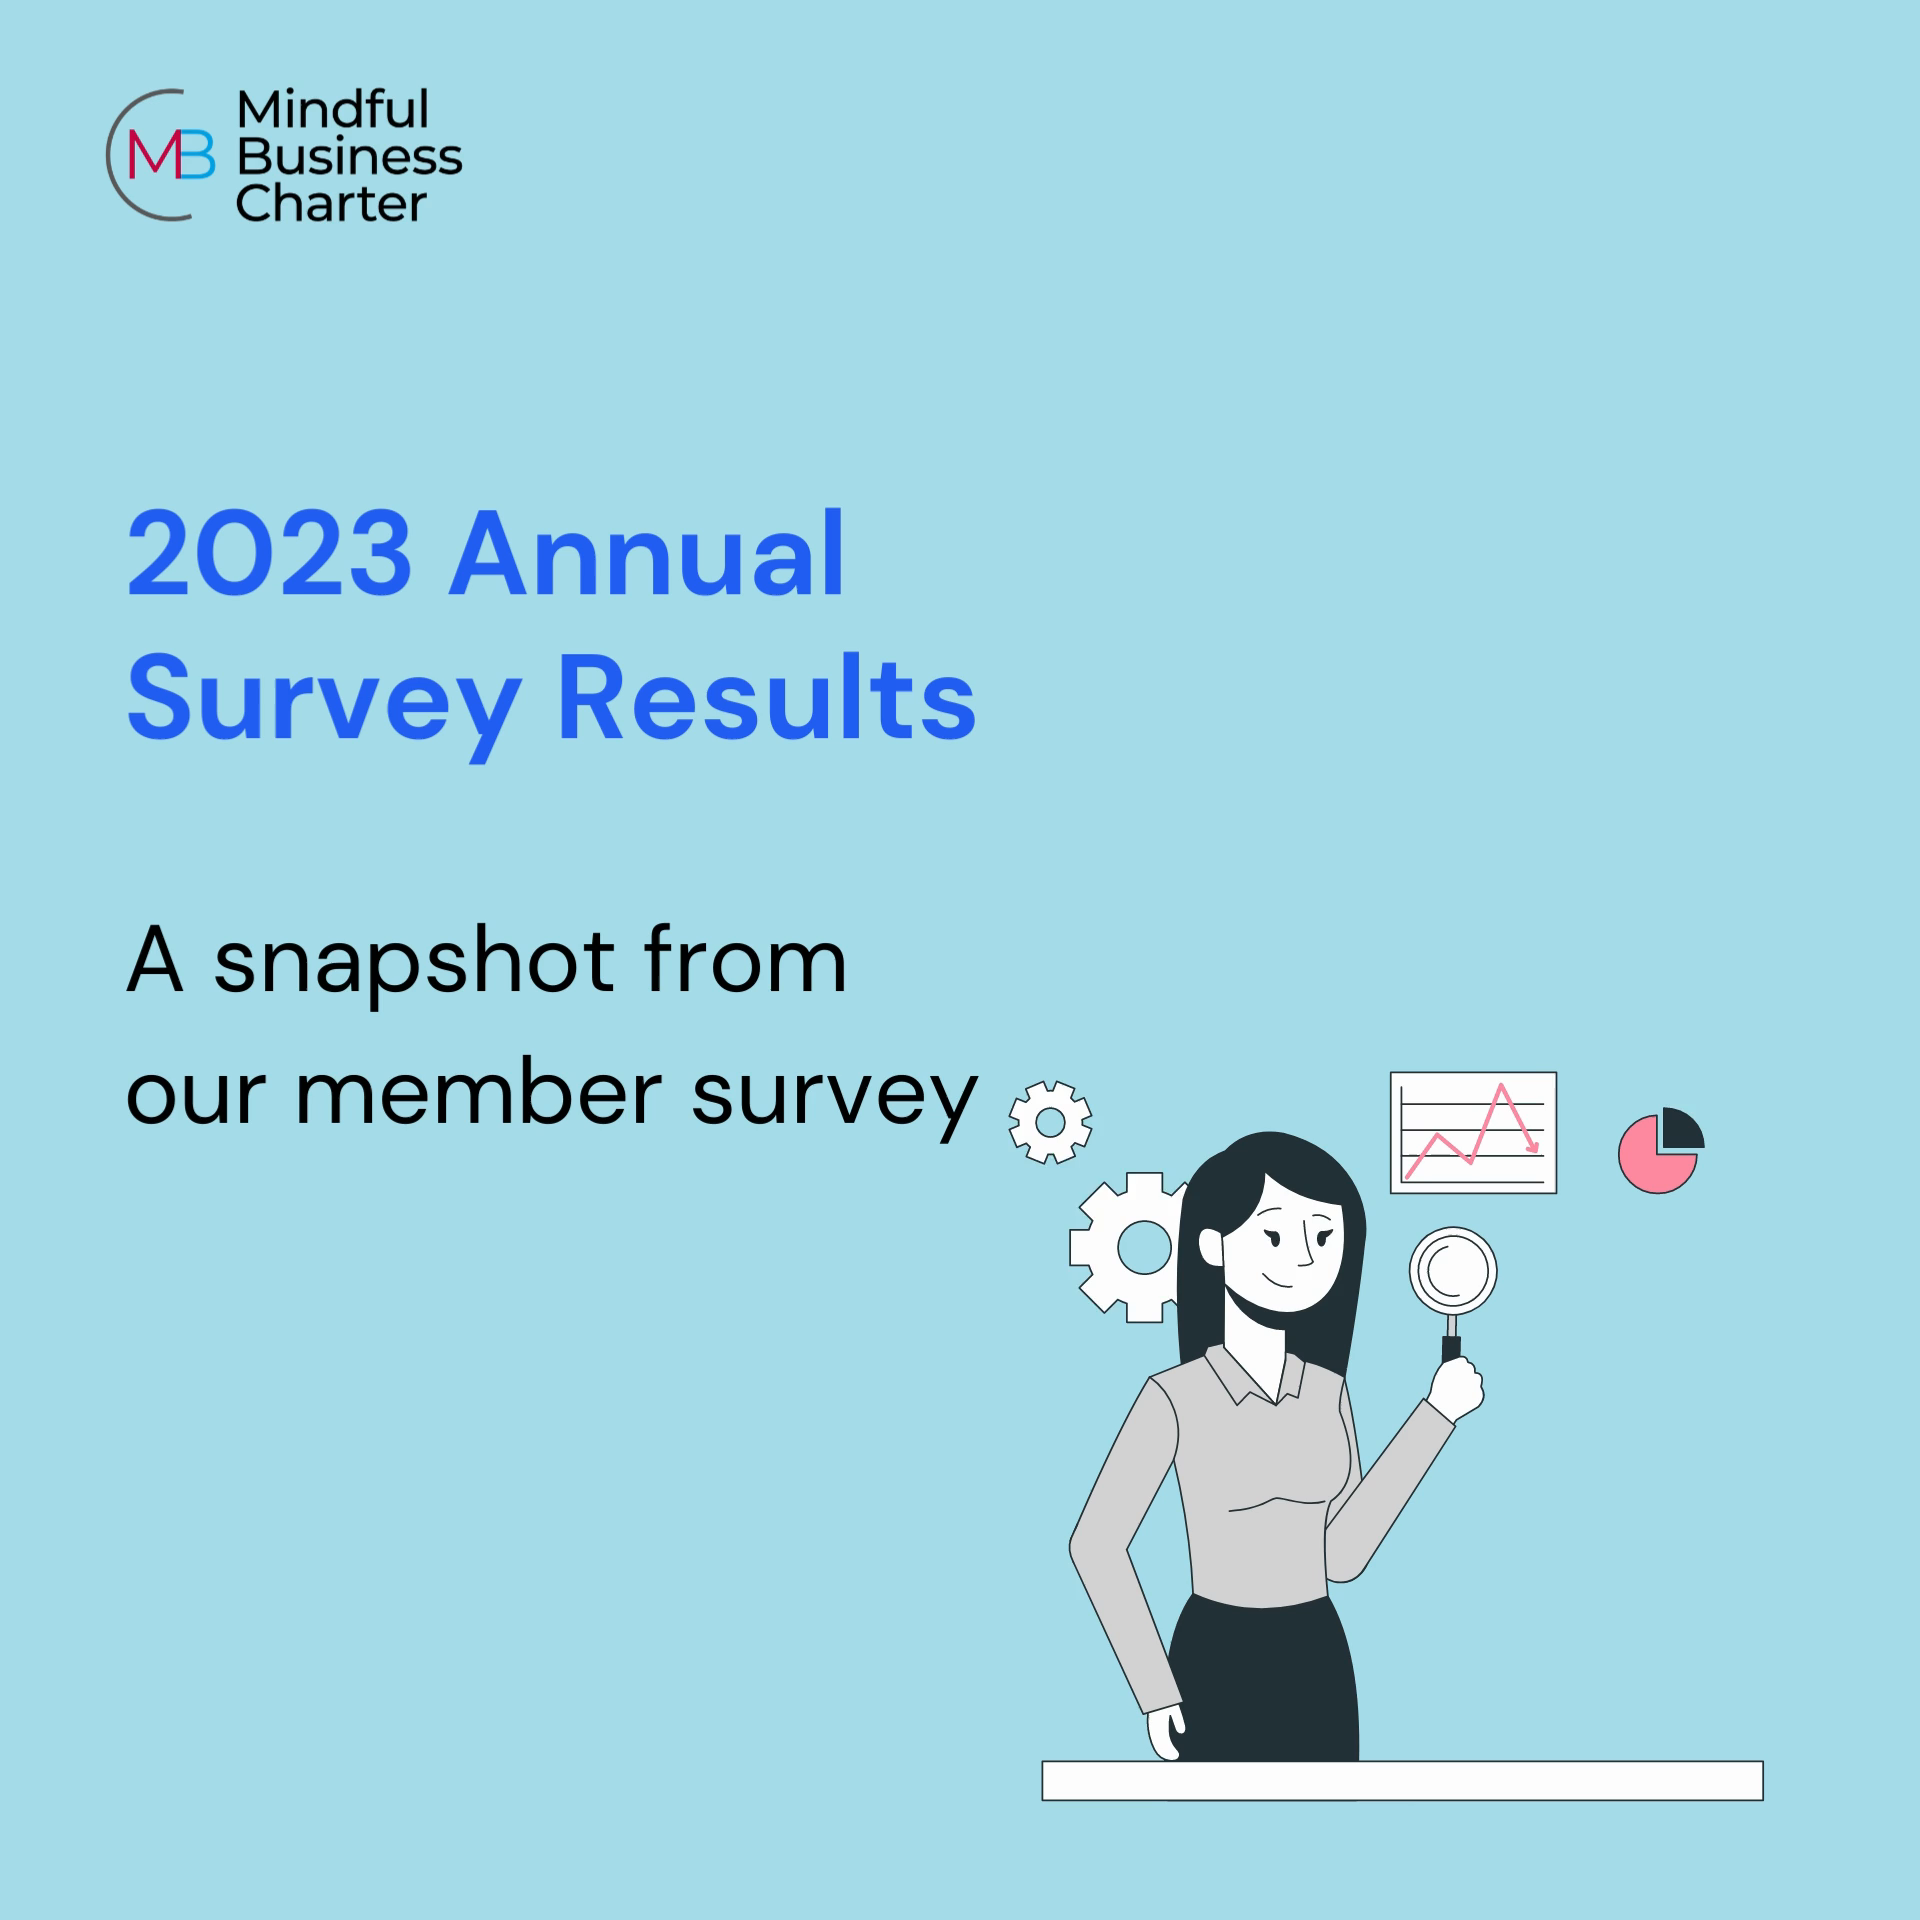 MB
Mindful
Business
Charter
2023 Annual
Survey Results
A snapshot from
our member survey